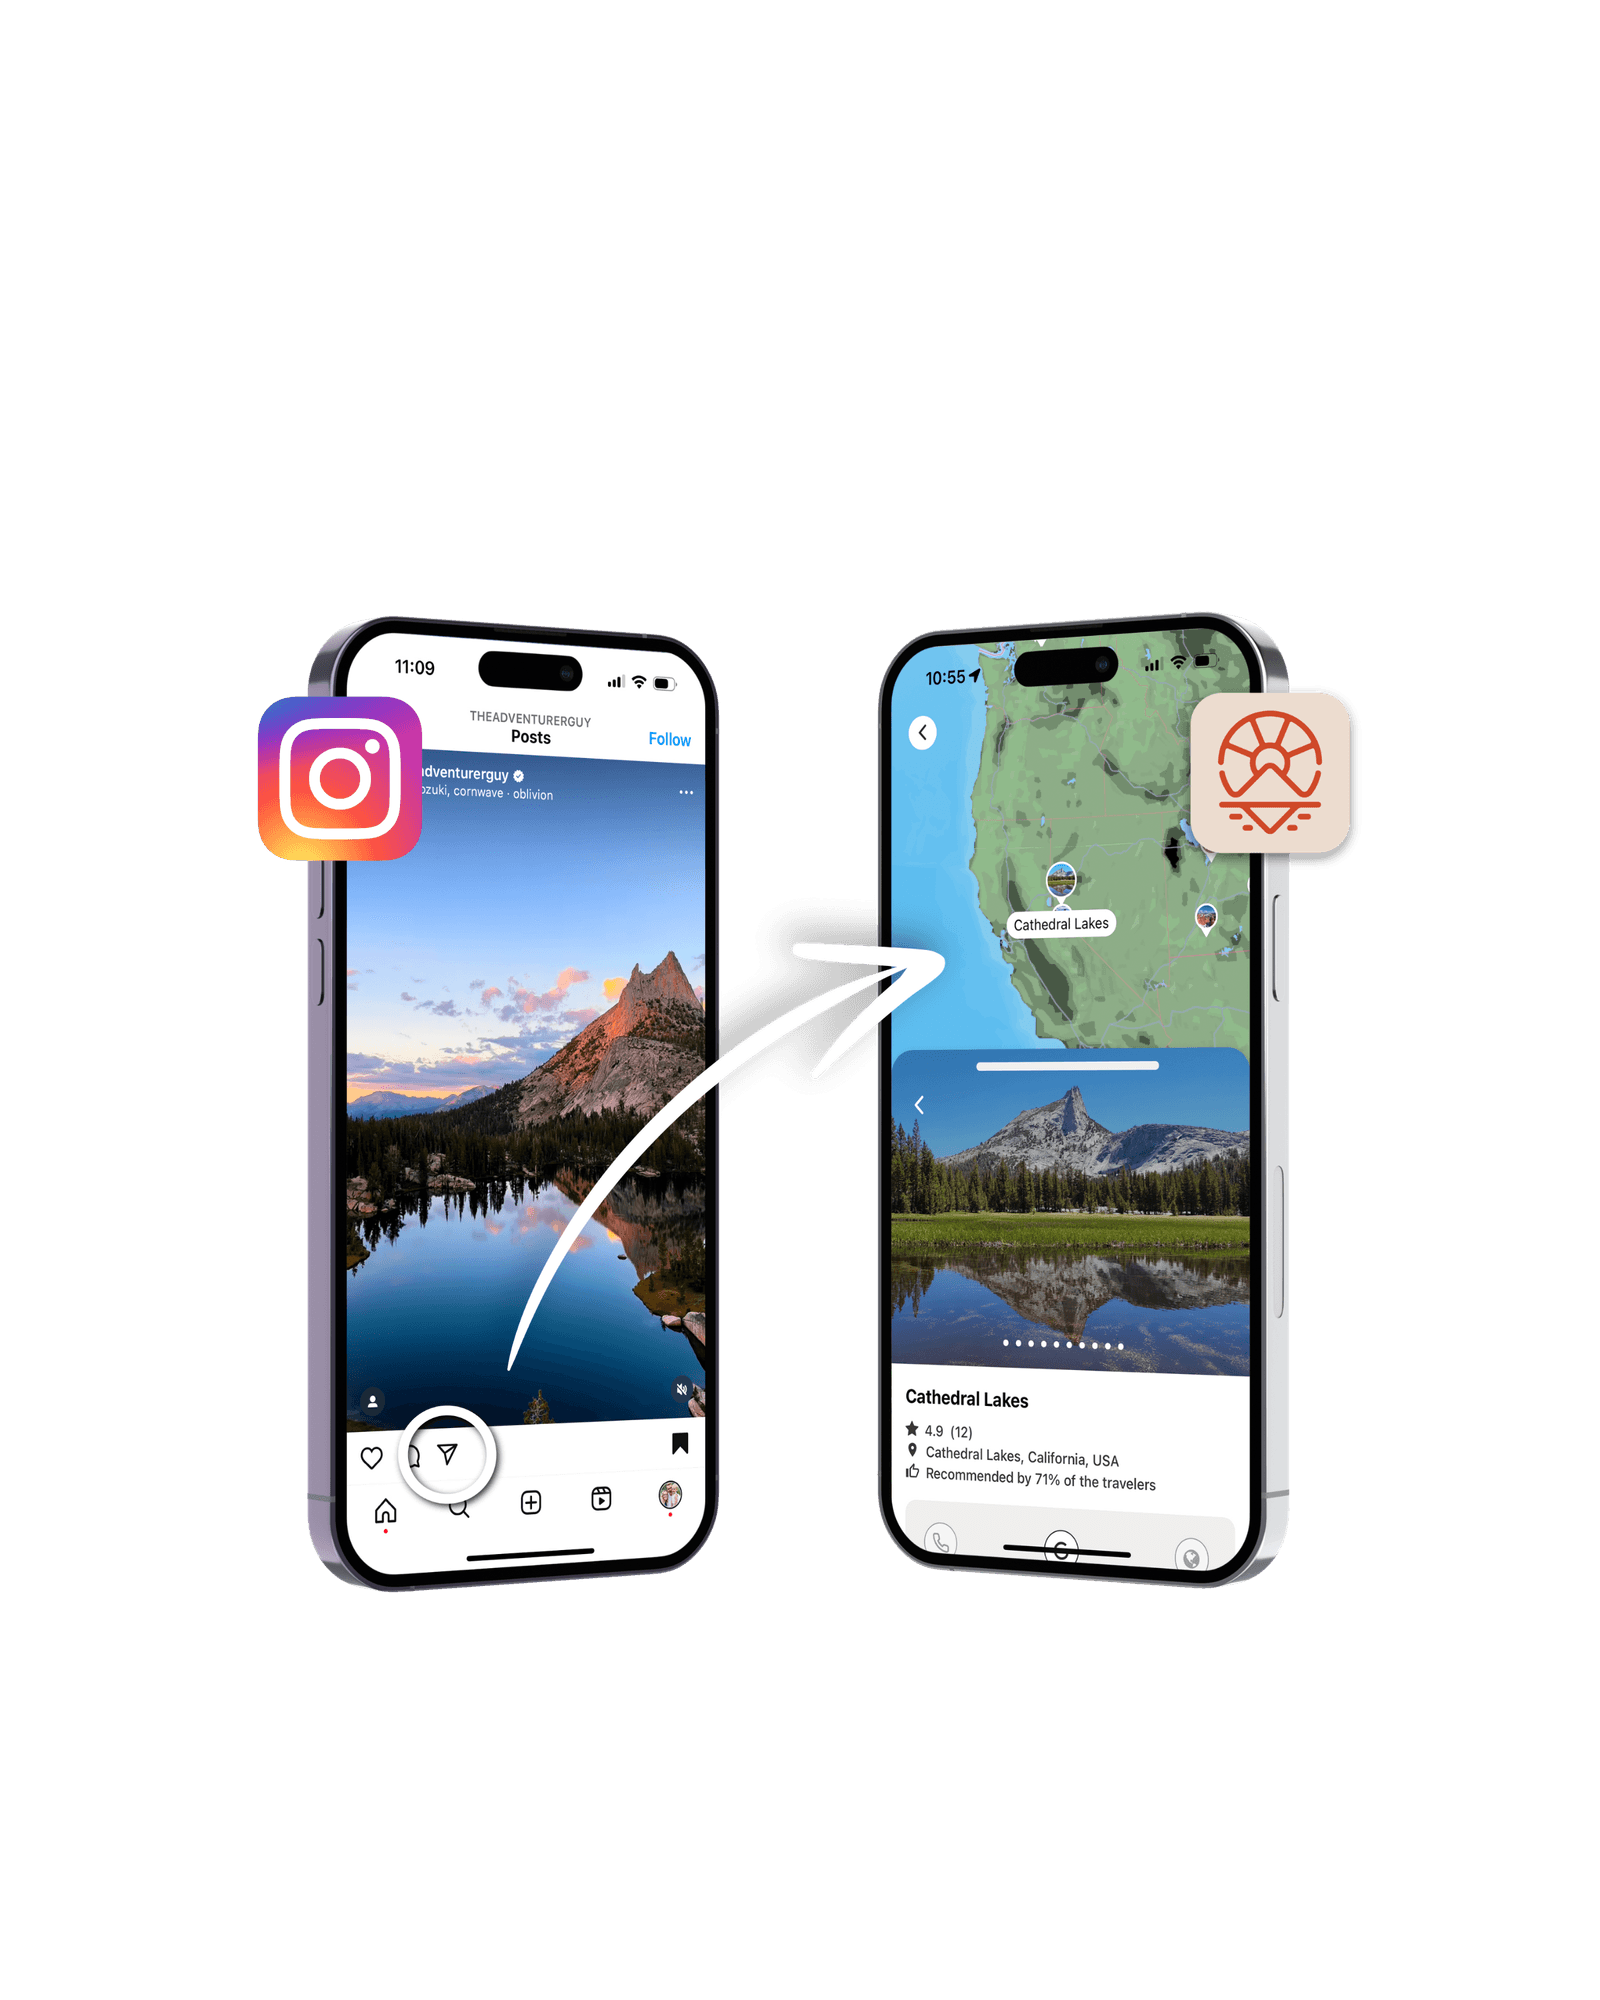 11:09
THEADVENTURERGUY
Posts
Follow
adventurerguy
ozuki, cornwave · oblivion
10:55
Cathedral Lakes
Cathedral Lakes
4.9 (12)
Cathedral Lakes, California, USA
Recommended by 71% of the travelers